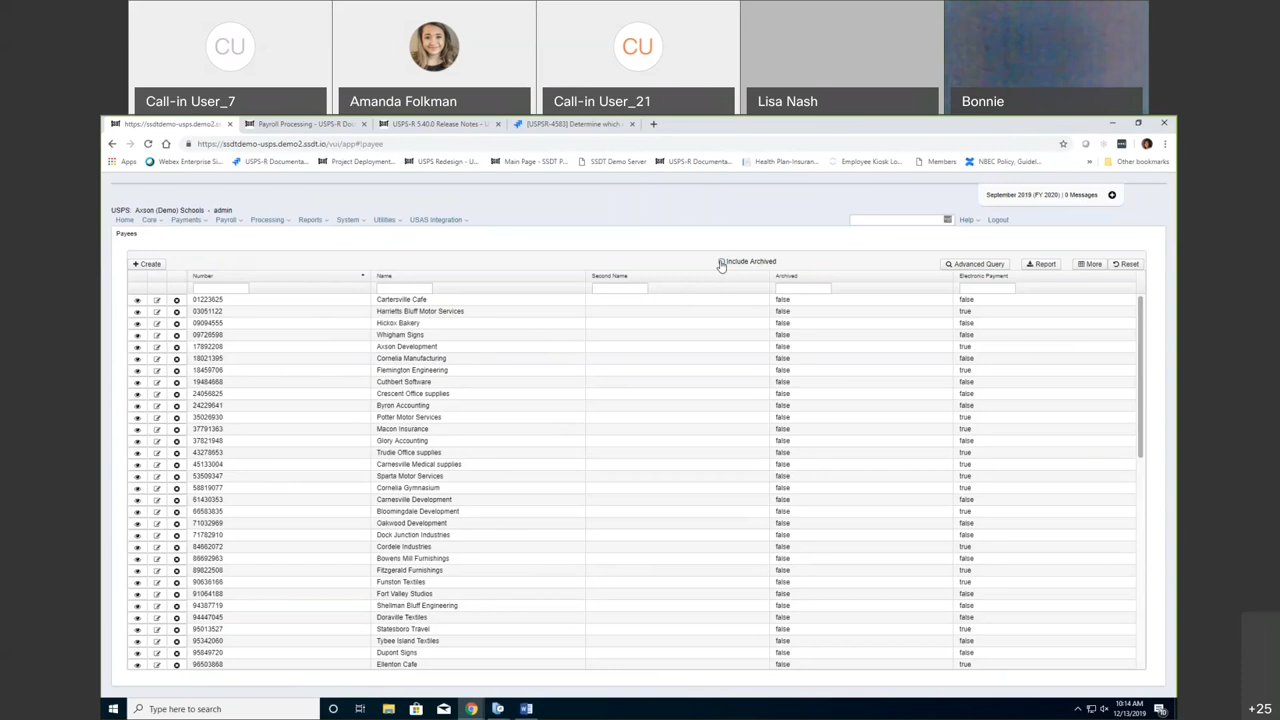 CU
CU
Call-in User_7
Amanda Folkman
Call-in User_21
Lisa Nash
Bonnie
https://ssdtdemo-usps.demo2.ssdt.io
Payroll Processing - USPS-R Do
USPS-R 5.40.0 Release Notes - U
[USPSR-4583] Determine which
https://ssdtdemo-usps.demo2.ssdt.io/vui/app#!payee
Apps
Webex Enterprise Si...
USPS-R Documenta...
Project Deployment...
USPS Redesign - U...
Main Page - SSDT P...
SSDT Demo Server
USPS-R Documenta...
Health Plan-Insuran...
Employee Kiosk Lo...
Members
NBEC Policy, Guidel...
»
Other bookmarks
September 2019 (FY 2020) | 0 Messages
USPS: Axson (Demo) Schools - admin
Home Core Payments Payroll Processing Reports System Utilities USAS Integration Help Logout
Payees
Create Include Archived Advanced Query Report More Reset
Number Name Second Name Archived Electronic Payment
01223625 Cartersville Cafe false false
03051122 Harrietts Bluff Motor Services false true
09094555 Hickox Bakery false false
09726598 Whigham Signs false false
17892208 Axson Development false true
18021395 Cornelia Manufacturing false false
18459706 Flemington Engineering false true
19484668 Cuthbert Software false false
24056825 Crescent Office supplies false false
24229641 Byron Accounting false false
35026930 Potter Motor Services false true
37791363 Macon Insurance false true
37821948 Glory Accounting false false
43278653 Trudie Office supplies false true
45133004 Carnesville Medical supplies false true
53509347 Sparta Motor Services false true
58819077 Cornelia Gymnasium false true
61430353 Carnesville Development false false
66583835 Bloomingdale Development false true
71032969 Oakwood Development false false
71782910 Dock Junction Industries false false
84662072 Cordele Industries false true
86692963 Bowens Mill Furnishings false false
89822508 Fitzgerald Furnishings false true
90636166 Funston Textiles false true
91064188 Fort Valley Studios false false
94387719 Shellman Bluff Engineering false false
94447045 Doraville Textiles false false
95013527 Statesboro Travel false true
95342060 Tybee Island Textiles false false
95849720 Dupont Signs false false
96503868 Ellenton Cafe false true
Type here to search
10:14 AM
12/13/2019
+25